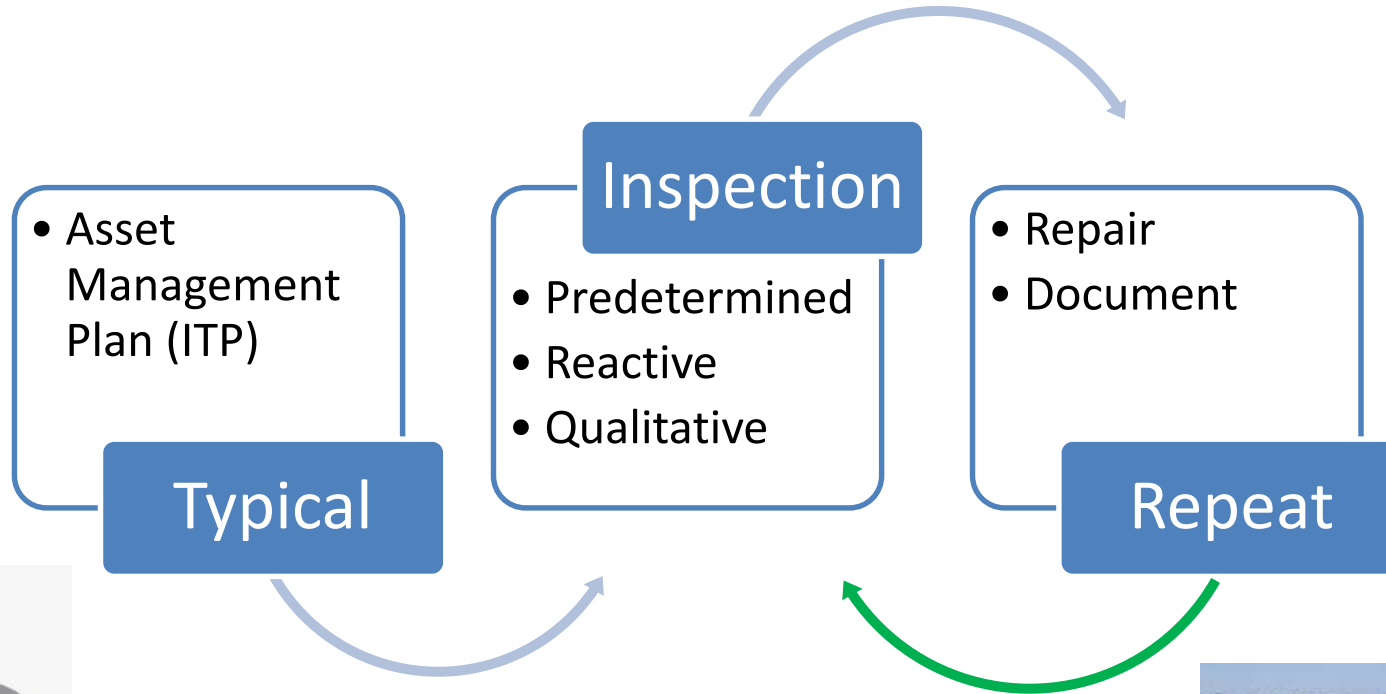 • Asset
Management
Plan (ITP)
Typical
Inspection
• Predetermined
• Reactive
• Qualitative
• Repair
• Document
Repeat